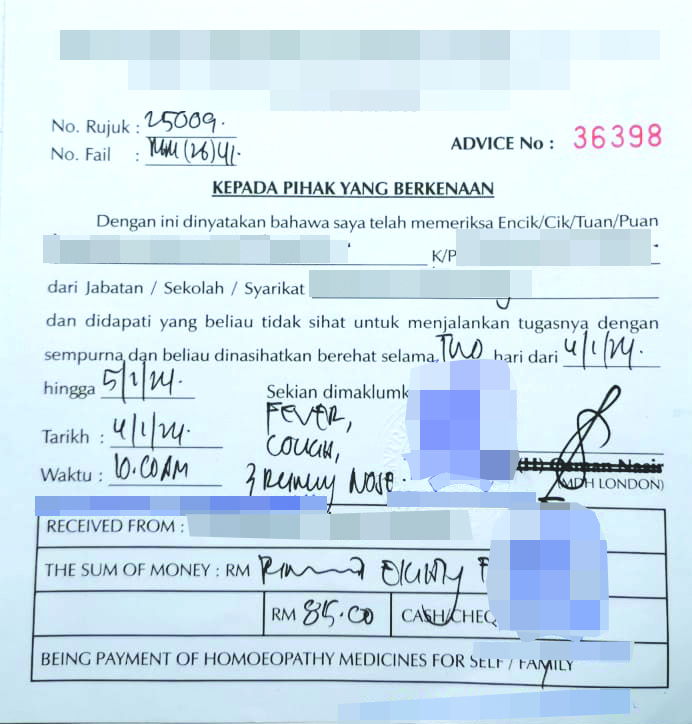 No. Rujuk : 25009.
No. Fail :
ADVICE No : 36398
KEPADA PIHAK YANG BERKENAAN
Dengan ini dinyatakan bahawa saya telah memeriksa Encik/Cik/Tuan/Puan
K/P
dari Jabatan / Sekolah / Syarikat
dan didapati yang beliau tidak sihat untuk menjalankan tugasnya dengan
sempurna dan beliau dinasihatkan berehat selama TWO hari dari 4/1/24.
hingga 5/1/24. Sekian dimaklumk
FEVER,
COUGH,
Tarikh : 4/1/24.
Waktu : 10.00AM
& RUNNY NOSE.
(MDH LONDON)
RECEIVED FROM :
THE SUM OF MONEY : RM EIGHTY
RM 85.00 CASH/CHEQ
BEING PAYMENT OF HOMOEOPATHY MEDICINES FOR SELF / FAMILY